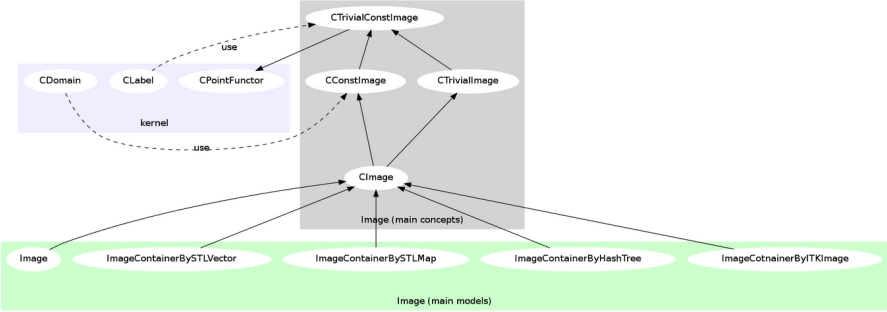 CTrivialConstImage
use
CDomain
CLabel
CPointFunctor
CConstImage
CTrivialImage
kernel
use
CImage
Image (main concepts)
Image
ImageContainerBySTLVector
ImageContainerBySTLMap
ImageContainerByHashTree
ImageCotnainerByITKImage
Image (main models)